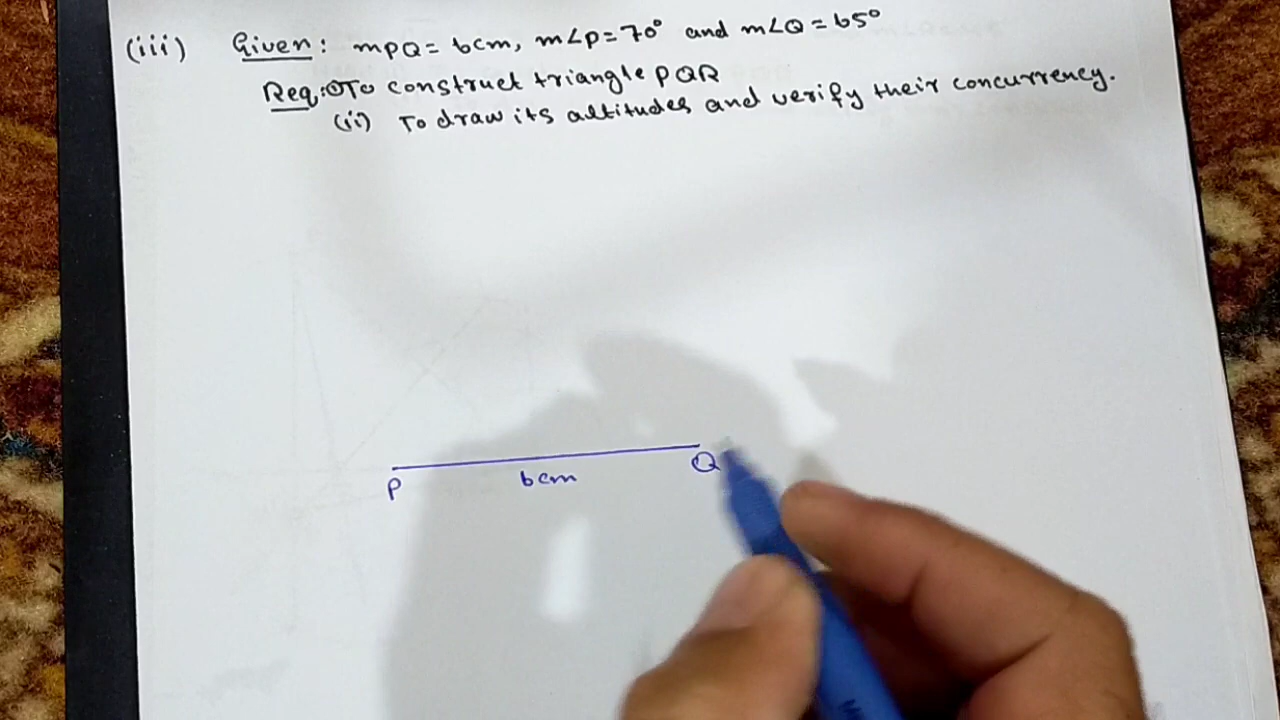 (iii) Given: mPQ = 6cm, m∠P = 70° and m∠Q = 65°
Req: (i) To construct triangle PQR
(ii) To draw its altitudes and verify their concurrency.
P 6cm Q